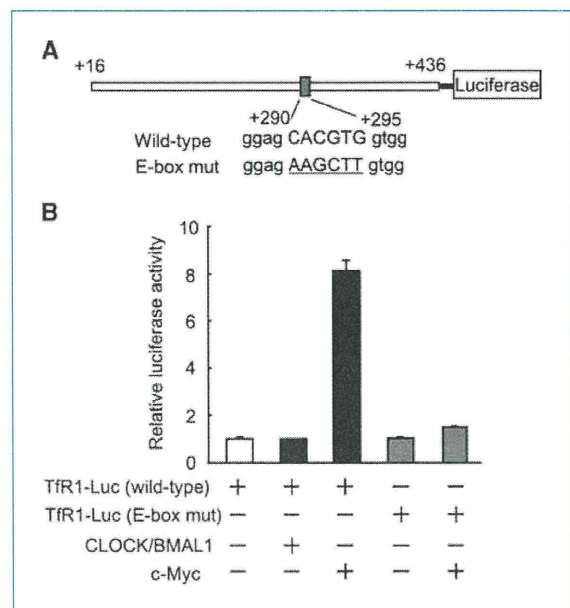 A
+16
+436
Luciferase
+290 +295
Wild-type ggag CACGTG gtgg
E-box mut ggag AAGCTT gtgg
B
Relative luciferase activity
10
8
6
4
2
0
TfR1-Luc (wild-type) + + + − −
TfR1-Luc (E-box mut) − − − + +
CLOCK/BMAL1 − + − − −
c-Myc − − + − +